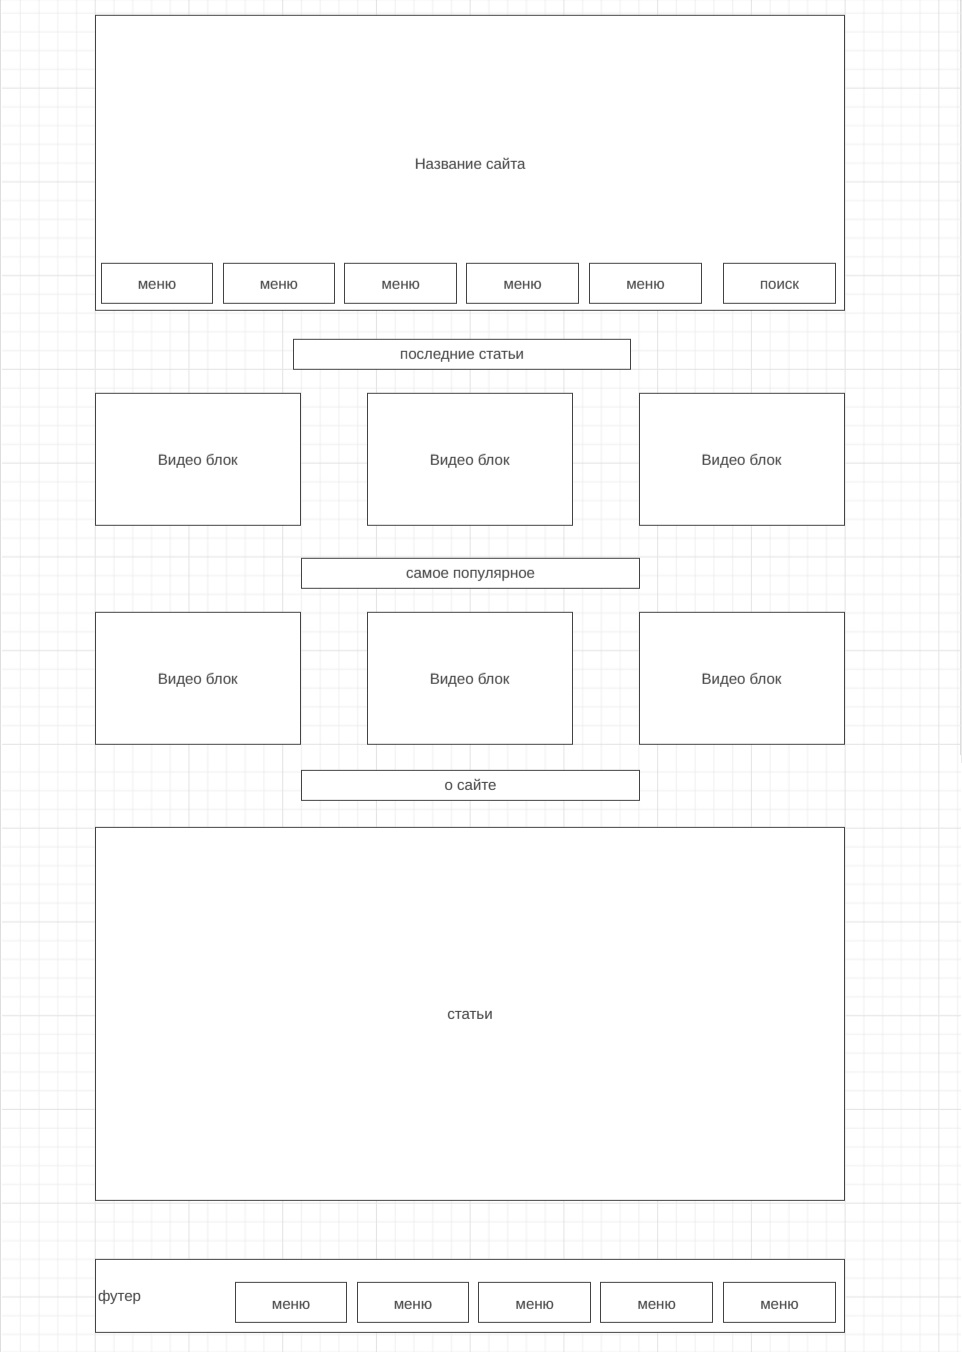 Название сайта
меню
меню
меню
меню
меню
поиск
последние статьи
Видео блок
Видео блок
Видео блок
самое популярное
Видео блок
Видео блок
Видео блок
о сайте
статьи
футер
меню
меню
меню
меню
меню